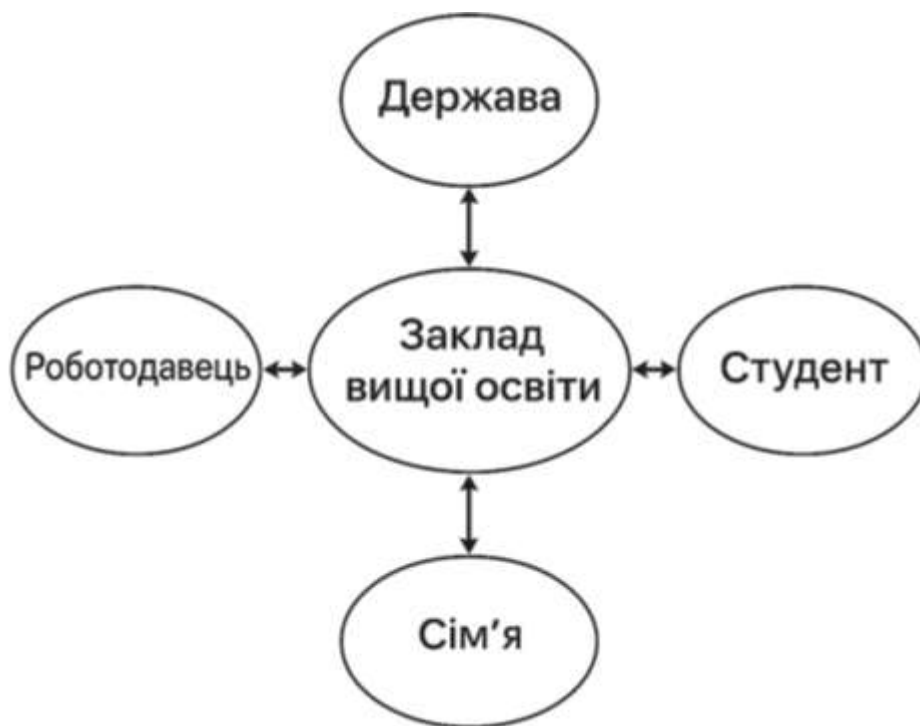 Держава
Роботодавець
Заклад
вищої освіти
Студент
Сім’я